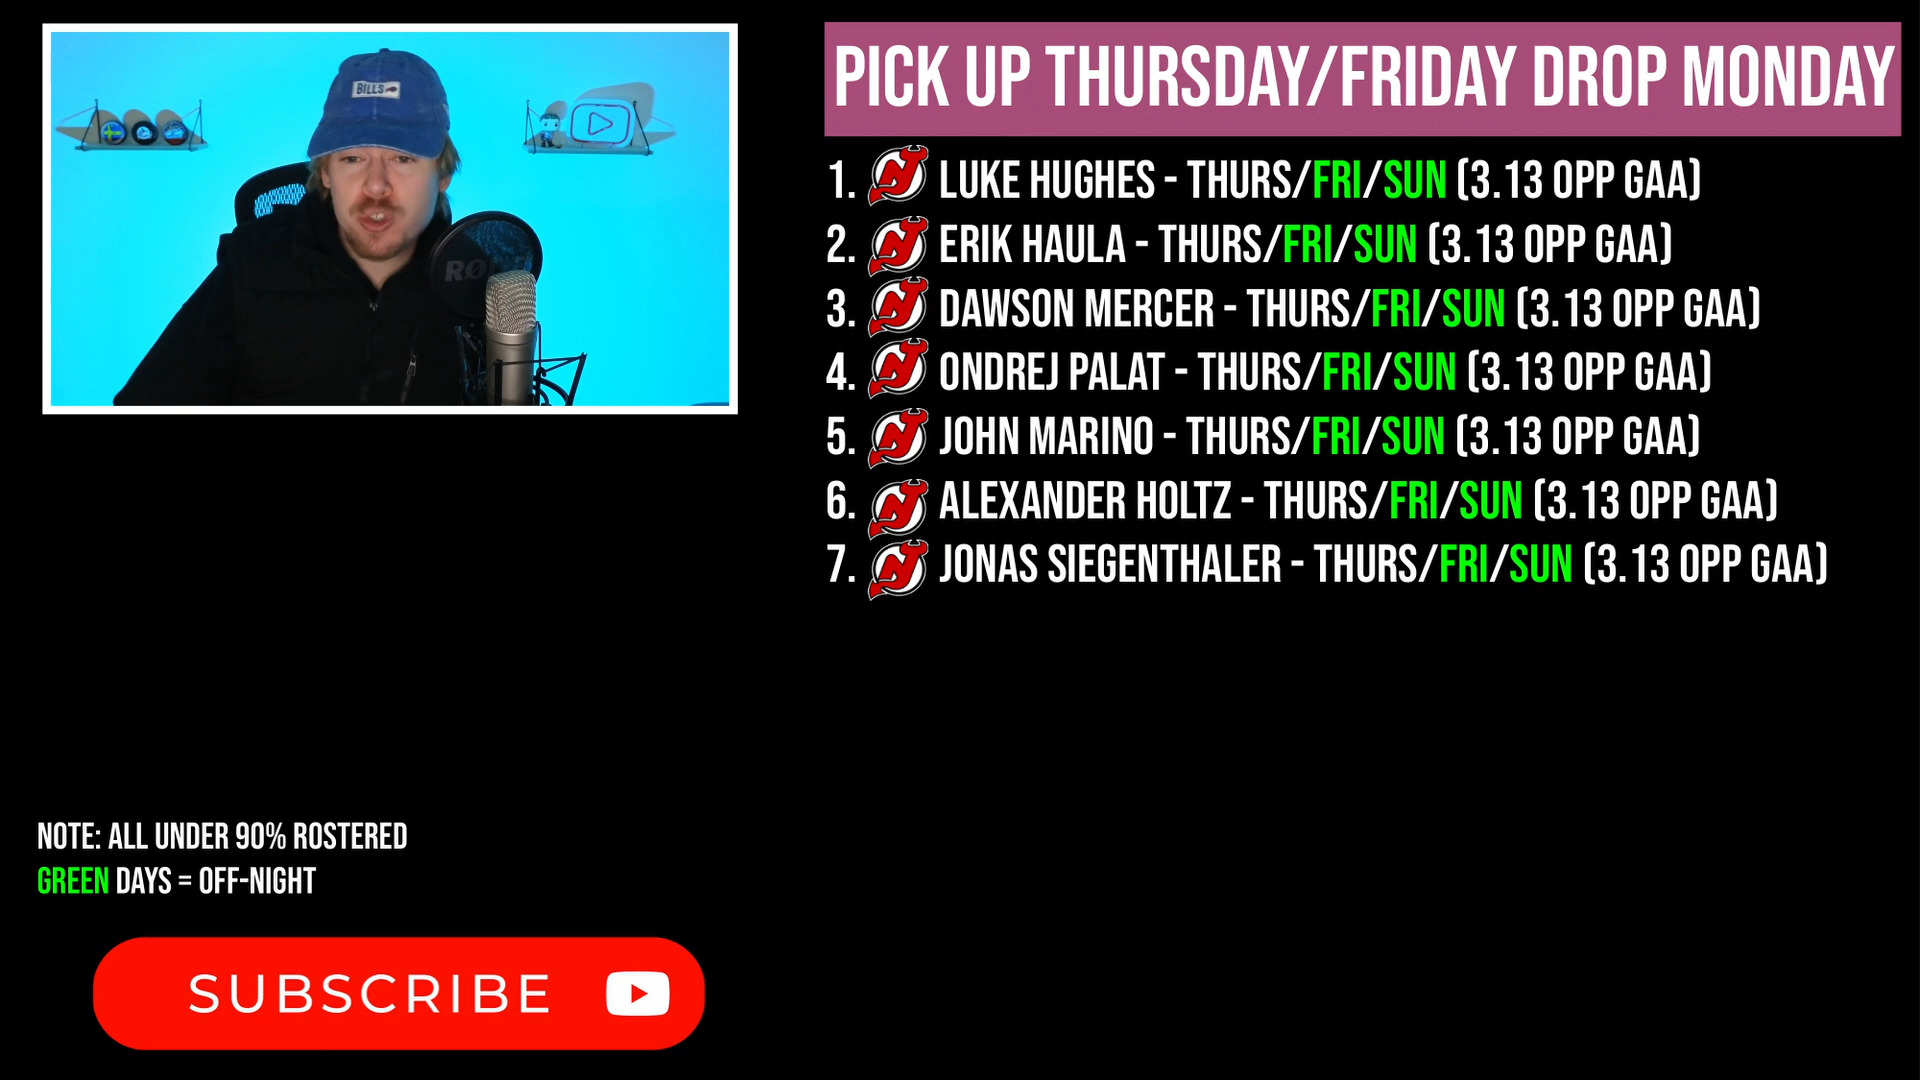 BILLS
RØ
PICK UP THURSDAY/FRIDAY DROP MONDAY
1. LUKE HUGHES - THURS/FRI/SUN (3.13 OPP GAA)
2. ERIK HAULA - THURS/FRI/SUN (3.13 OPP GAA)
3. DAWSON MERCER - THURS/FRI/SUN (3.13 OPP GAA)
4. ONDREJ PALAT - THURS/FRI/SUN (3.13 OPP GAA)
5. JOHN MARINO - THURS/FRI/SUN (3.13 OPP GAA)
6. ALEXANDER HOLTZ - THURS/FRI/SUN (3.13 OPP GAA)
7. JONAS SIEGENTHALER - THURS/FRI/SUN (3.13 OPP GAA)
NOTE: ALL UNDER 90% ROSTERED
GREEN DAYS = OFF-NIGHT
SUBSCRIBE